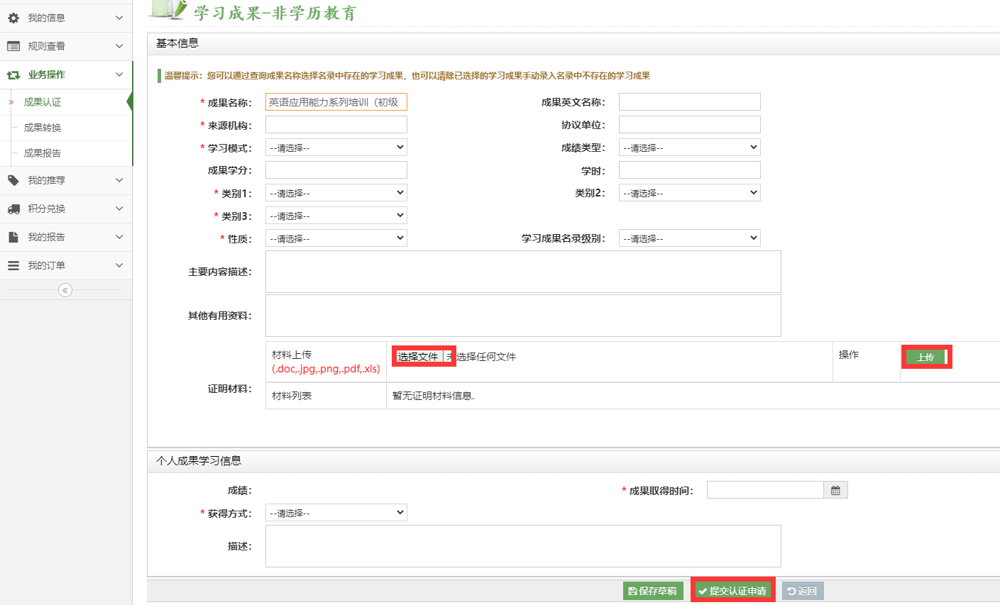 学习成果-非学历教育
我的信息
规则查看
业务操作
成果认证
成果转换
成果报告
我的推荐
积分兑换
我的报告
我的订单
基本信息
温馨提示：您可以通过查询成果名称选择名录中存在的学习成果，也可以清除已选择的学习成果手动录入名录中不存在的学习成果
* 成果名称： 英语应用能力系列培训（初级 成果英文名称：
* 来源机构： 协议单位：
* 学习模式： --请选择-- 成绩类型： --请选择--
成果学分： 学时：
* 类别1： --请选择-- 类别2： --请选择--
* 类别3： --请选择--
* 性质： --请选择-- 学习成果名录级别： --请选择--
主要内容描述：
其他有用资料：
证明材料：
材料上传 选择文件 未选择任何文件 操作 上传
(.doc,.jpg,.png,.pdf,.xls)
材料列表 暂无证明材料信息.
个人成果学习信息
成绩： * 成果取得时间：
* 获得方式： --请选择--
描述：
保存草稿 提交认证申请 返回